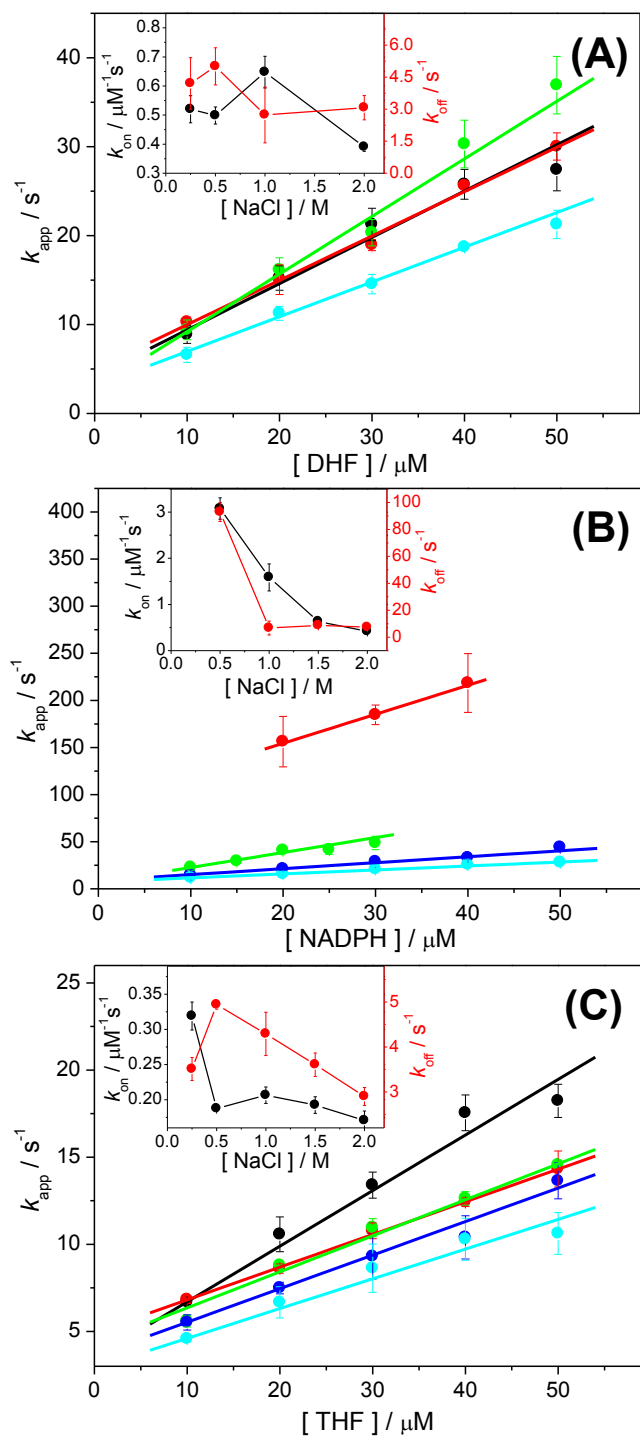 (A)
k_app / s⁻¹
40
30
20
10
0
0 10 20 30 40 50
[ DHF ] / μM
k_on / μM⁻¹s⁻¹
0.8
0.7
0.6
0.5
0.4
0.3
0.0 0.5 1.0 1.5 2.0
[ NaCl ] / M
6.0
4.5
3.0
1.5
0.0
k_off / s⁻¹
(B)
k_app / s⁻¹
400
350
300
250
200
150
100
50
0
0 10 20 30 40 50
[ NADPH ] / μM
k_on / μM⁻¹s⁻¹
3
2
1
0
0.0 0.5 1.0 1.5 2.0
[ NaCl ] / M
100
80
60
40
20
0
k_off / s⁻¹
(C)
k_app / s⁻¹
25
20
15
10
5
0 10 20 30 40 50
[ THF ] / μM
k_on / μM⁻¹s⁻¹
0.35
0.30
0.25
0.20
0.0 0.5 1.0 1.5 2.0
[ NaCl ] / M
5
4
3
k_off / s⁻¹